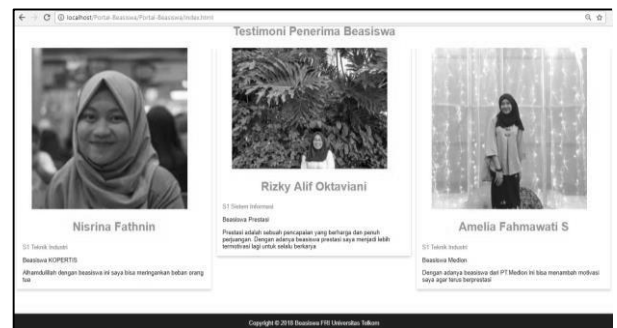 localhost/Portal-Beasiswa/Portal-Beasiswa/index.html
Testimoni Penerima Beasiswa
Nisrina Fathnin
S1 Teknik Industri
Beasiswa KOPERTIS
Alhamdulillah dengan beasiswa ini saya bisa meringankan beban orang
tua
Rizky Alif Oktaviani
S1 Sistem Informasi
Beasiswa Prestasi
Prestasi adalah sebuah pencapaian yang berharga dan penuh
perjuangan. Dengan adanya beasiswa prestasi saya menjadi lebih
termotivasi lagi untuk selalu berkarya
Amelia Fahmawati S
S1 Teknik Industri
Beasiswa Medion
Dengan adanya beasiswa dari PT.Medion ini bisa menambah motivasi
saya agar terus berprestasi
Copyright © 2018 Beasiswa FRI Universitas Telkom